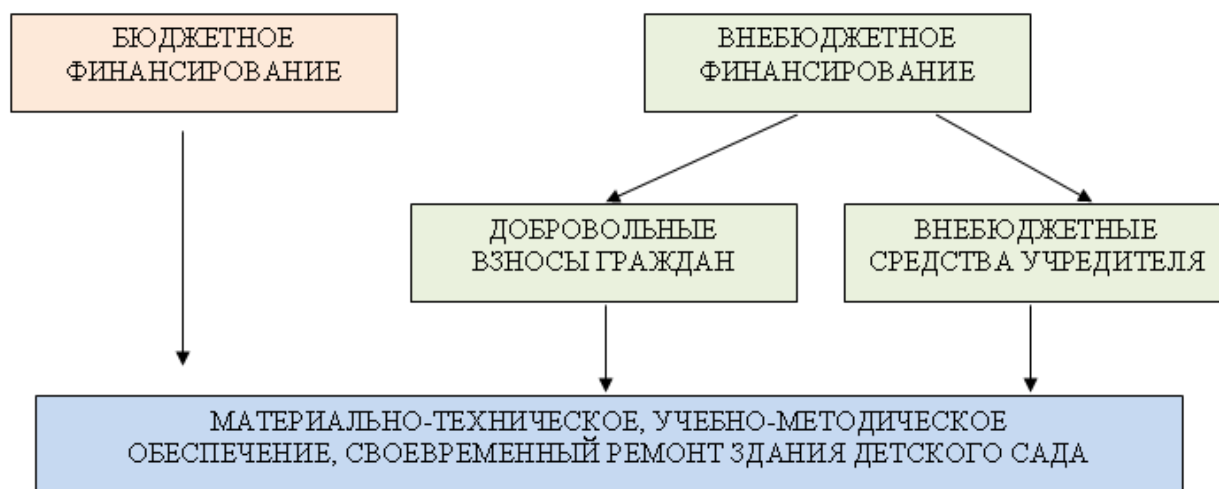 БЮДЖЕТНОЕ
ФИНАНСИРОВАНИЕ
ВНЕБЮДЖЕТНОЕ
ФИНАНСИРОВАНИЕ
ДОБРОВОЛЬНЫЕ
ВЗНОСЫ ГРАЖДАН
ВНЕБЮДЖЕТНЫЕ
СРЕДСТВА УЧРЕДИТЕЛЯ
МАТЕРИАЛЬНО-ТЕХНИЧЕСКОЕ, УЧЕБНО-МЕТОДИЧЕСКОЕ
ОБЕСПЕЧЕНИЕ, СВОЕВРЕМЕННЫЙ РЕМОНТ ЗДАНИЯ ДЕТСКОГО САДА